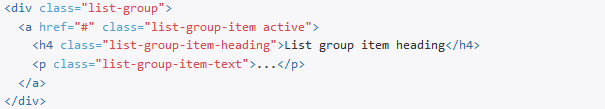 <div class="list-group">
  <a href="#" class="list-group-item active">
    <h4 class="list-group-item-heading">List group item heading</h4>
    <p class="list-group-item-text">...</p>
  </a>
</div>